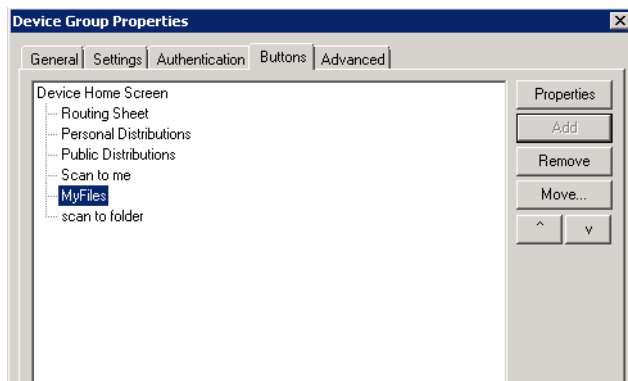 Device Group Properties
General Settings Authentication Buttons Advanced
Device Home Screen
Routing Sheet
Personal Distributions
Public Distributions
Scan to me
MyFiles
scan to folder
Properties
Add
Remove
Move...
^ v